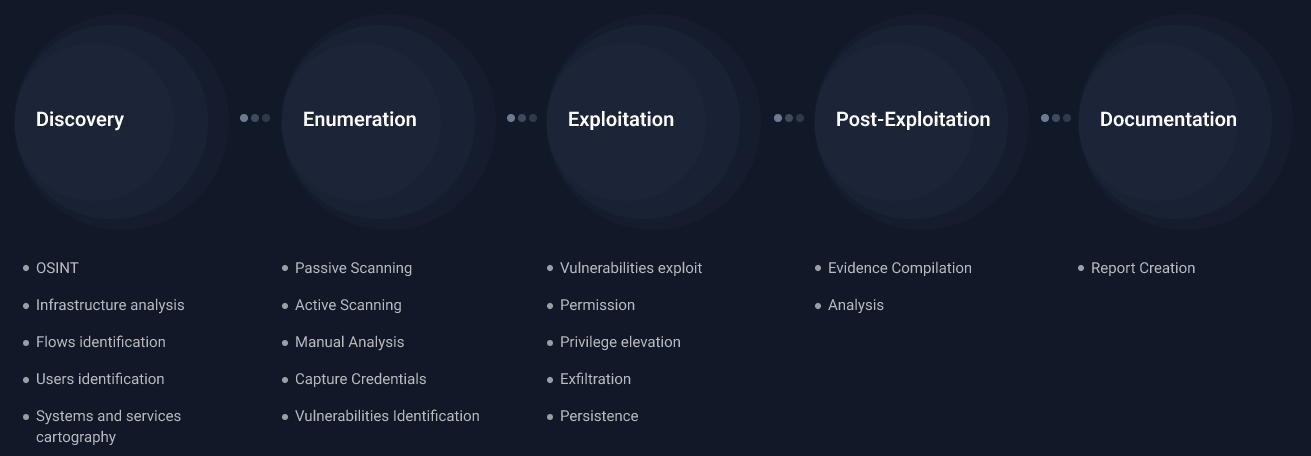 Discovery
Enumeration
Exploitation
Post-Exploitation
Documentation
OSINT
Infrastructure analysis
Flows identification
Users identification
Systems and services
cartography
Passive Scanning
Active Scanning
Manual Analysis
Capture Credentials
Vulnerabilities Identification
Vulnerabilities exploit
Permission
Privilege elevation
Exfiltration
Persistence
Evidence Compilation
Analysis
Report Creation